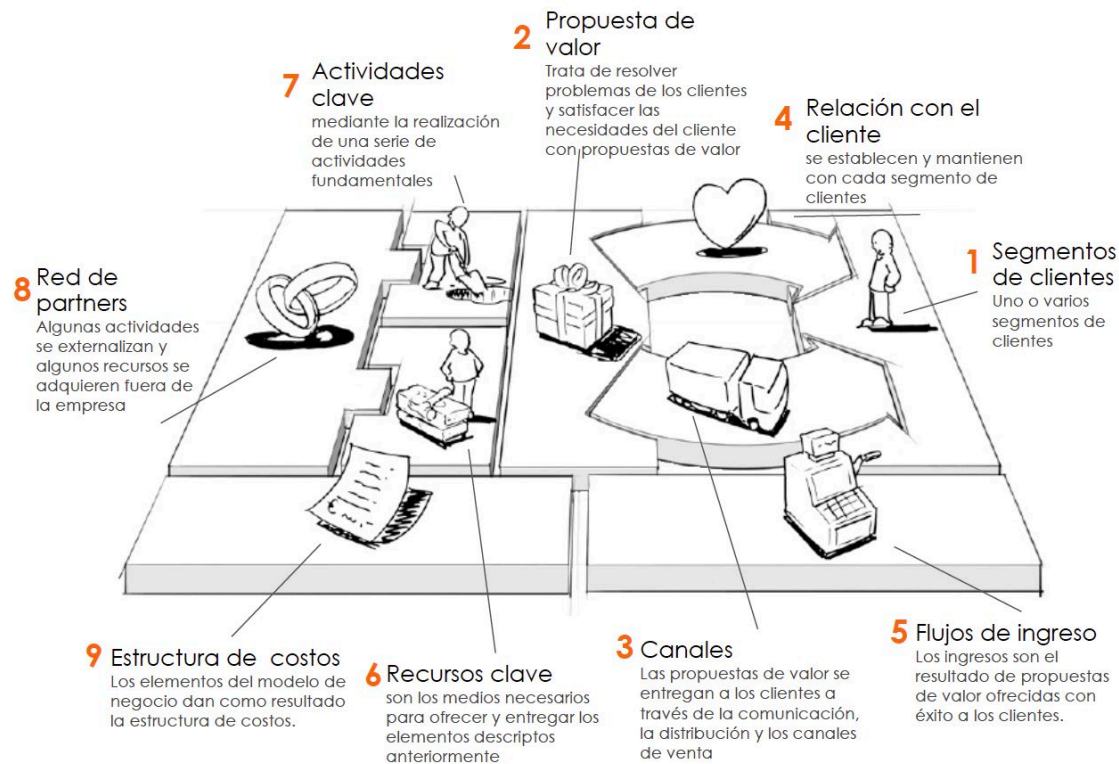 2 Propuesta de
valor
Trata de resolver
problemas de los clientes
y satisfacer las
necesidades del cliente
con propuestas de valor
7 Actividades
clave
mediante la realización
de una serie de
actividades
fundamentales
4 Relación con el
cliente
se establecen y mantienen
con cada segmento de
clientes
1 Segmentos
de clientes
Uno o varios
segmentos de
clientes
8 Red de
partners
Algunas actividades
se externalizan y
algunos recursos se
adquieren fuera de
la empresa
9 Estructura de costos
Los elementos del modelo de
negocio dan como resultado
la estructura de costos.
6 Recursos clave
son los medios necesarios
para ofrecer y entregar los
elementos descriptos
anteriormente
3 Canales
Las propuestas de valor se
entregan a los clientes a
través de la comunicación,
la distribución y los canales
de venta
5 Flujos de ingreso
Los ingresos son el
resultado de propuestas
de valor ofrecidas con
éxito a los clientes.